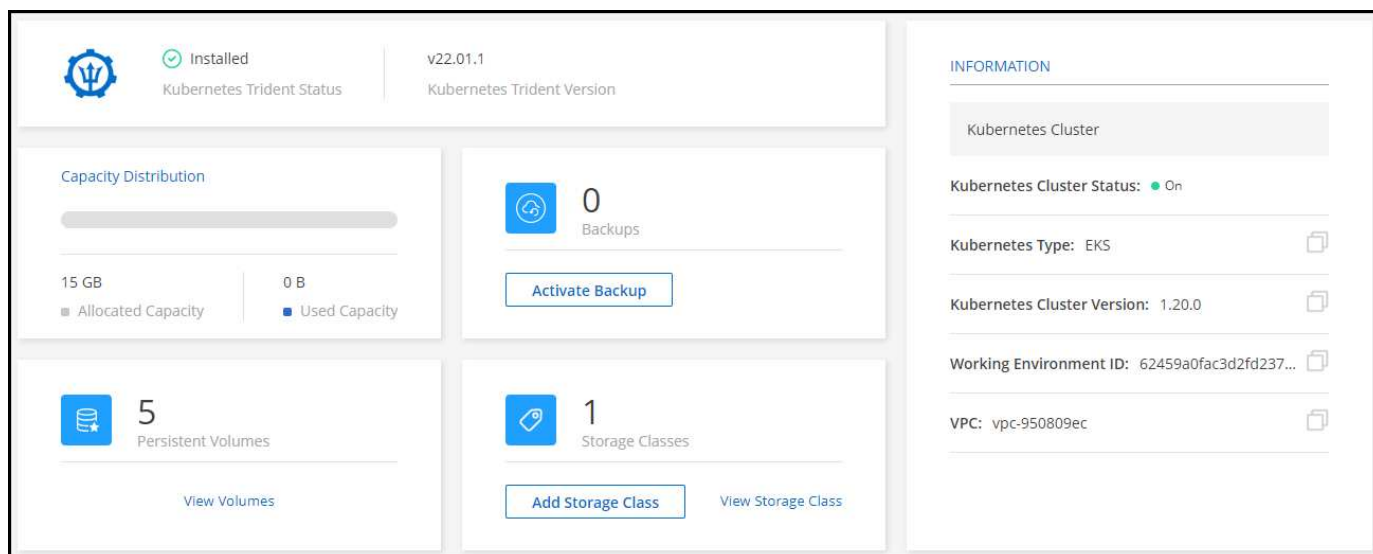 Installed
Kubernetes Trident Status
v22.01.1
Kubernetes Trident Version
Capacity Distribution
15 GB
Allocated Capacity
0 B
Used Capacity
0
Backups
Activate Backup
5
Persistent Volumes
View Volumes
1
Storage Classes
Add Storage Class
View Storage Class
INFORMATION
Kubernetes Cluster
Kubernetes Cluster Status: On
Kubernetes Type: EKS
Kubernetes Cluster Version: 1.20.0
Working Environment ID: 62459a0fac3d2fd237...
VPC: vpc-950809ec